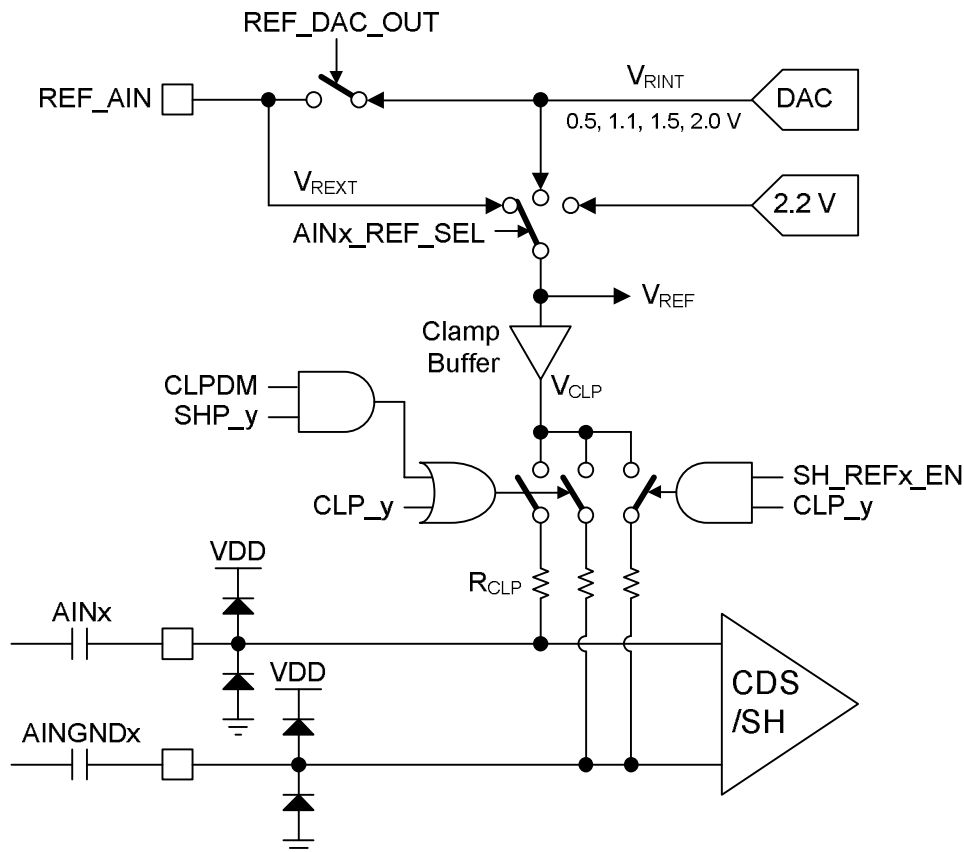 REF_DAC_OUT
REF_AIN
VRINT
DAC
0.5, 1.1, 1.5, 2.0 V
VREXT
2.2 V
AINx_REF_SEL
VREF
Clamp
Buffer
VCLP
CLPDM
SHP_y
SH_REFx_EN
CLP_y
CLP_y
VDD
RCLP
AINx
VDD
CDS
/SH
AINGNDx